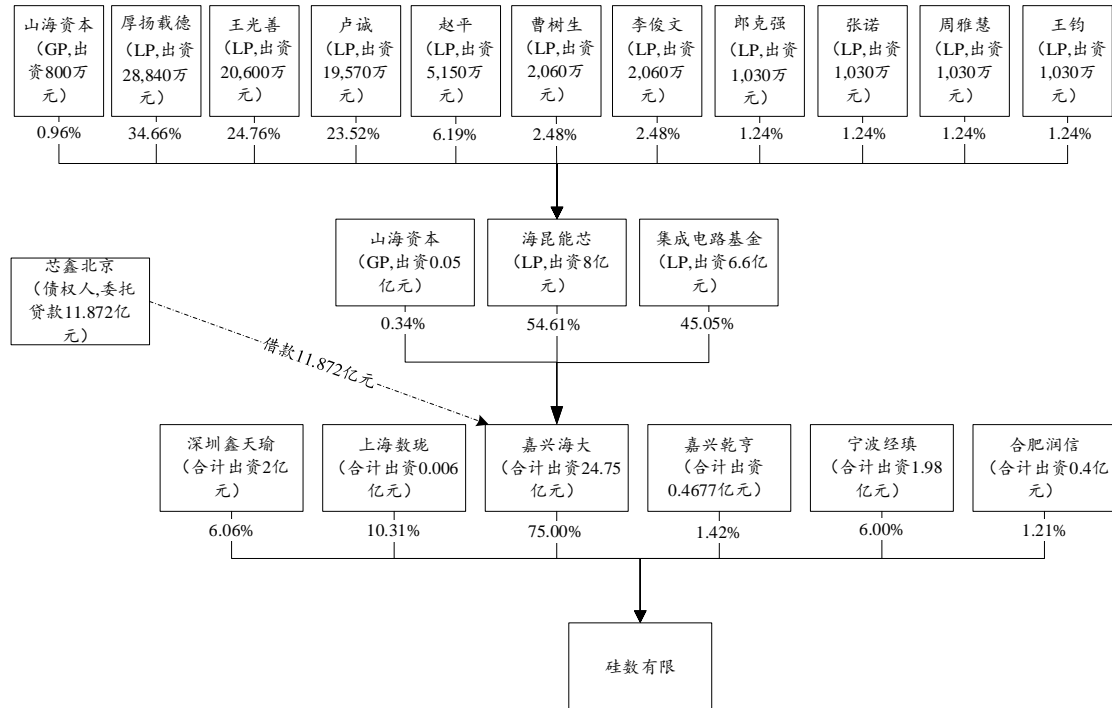 山海资本
（GP,出
资800万
元）
厚扬载德
（LP,出资
28,840万
元）
王光善
（LP,出资
20,600万
元）
卢诚
（LP,出资
19,570万
元）
赵平
（LP,出资
5,150万
元）
曹树生
（LP,出资
2,060万
元）
李俊文
（LP,出资
2,060万
元）
郎克强
（LP,出资
1,030万
元）
张诺
（LP,出资
1,030万
元）
周雅慧
（LP,出资
1,030万
元）
王钧
（LP,出资
1,030万
元）
0.96%
34.66%
24.76%
23.52%
6.19%
2.48%
2.48%
1.24%
1.24%
1.24%
1.24%
山海资本
（GP,出资0.05
亿元）
海昆能芯
（LP,出资8亿
元）
集成电路基金
（LP,出资6.6亿
元）
芯鑫北京
（债权人,委托
贷款11.872亿
元）
0.34%
54.61%
45.05%
借款11.872亿元
深圳鑫天瑜
（合计出资2亿
元）
上海数珑
（合计出资0.006
亿元）
嘉兴海大
（合计出资24.75
亿元）
嘉兴乾亨
（合计出资
0.4677亿元）
宁波经瑱
（合计出资1.98
亿元）
合肥润信
（合计出资0.4亿
元）
6.06%
10.31%
75.00%
1.42%
6.00%
1.21%
硅数有限